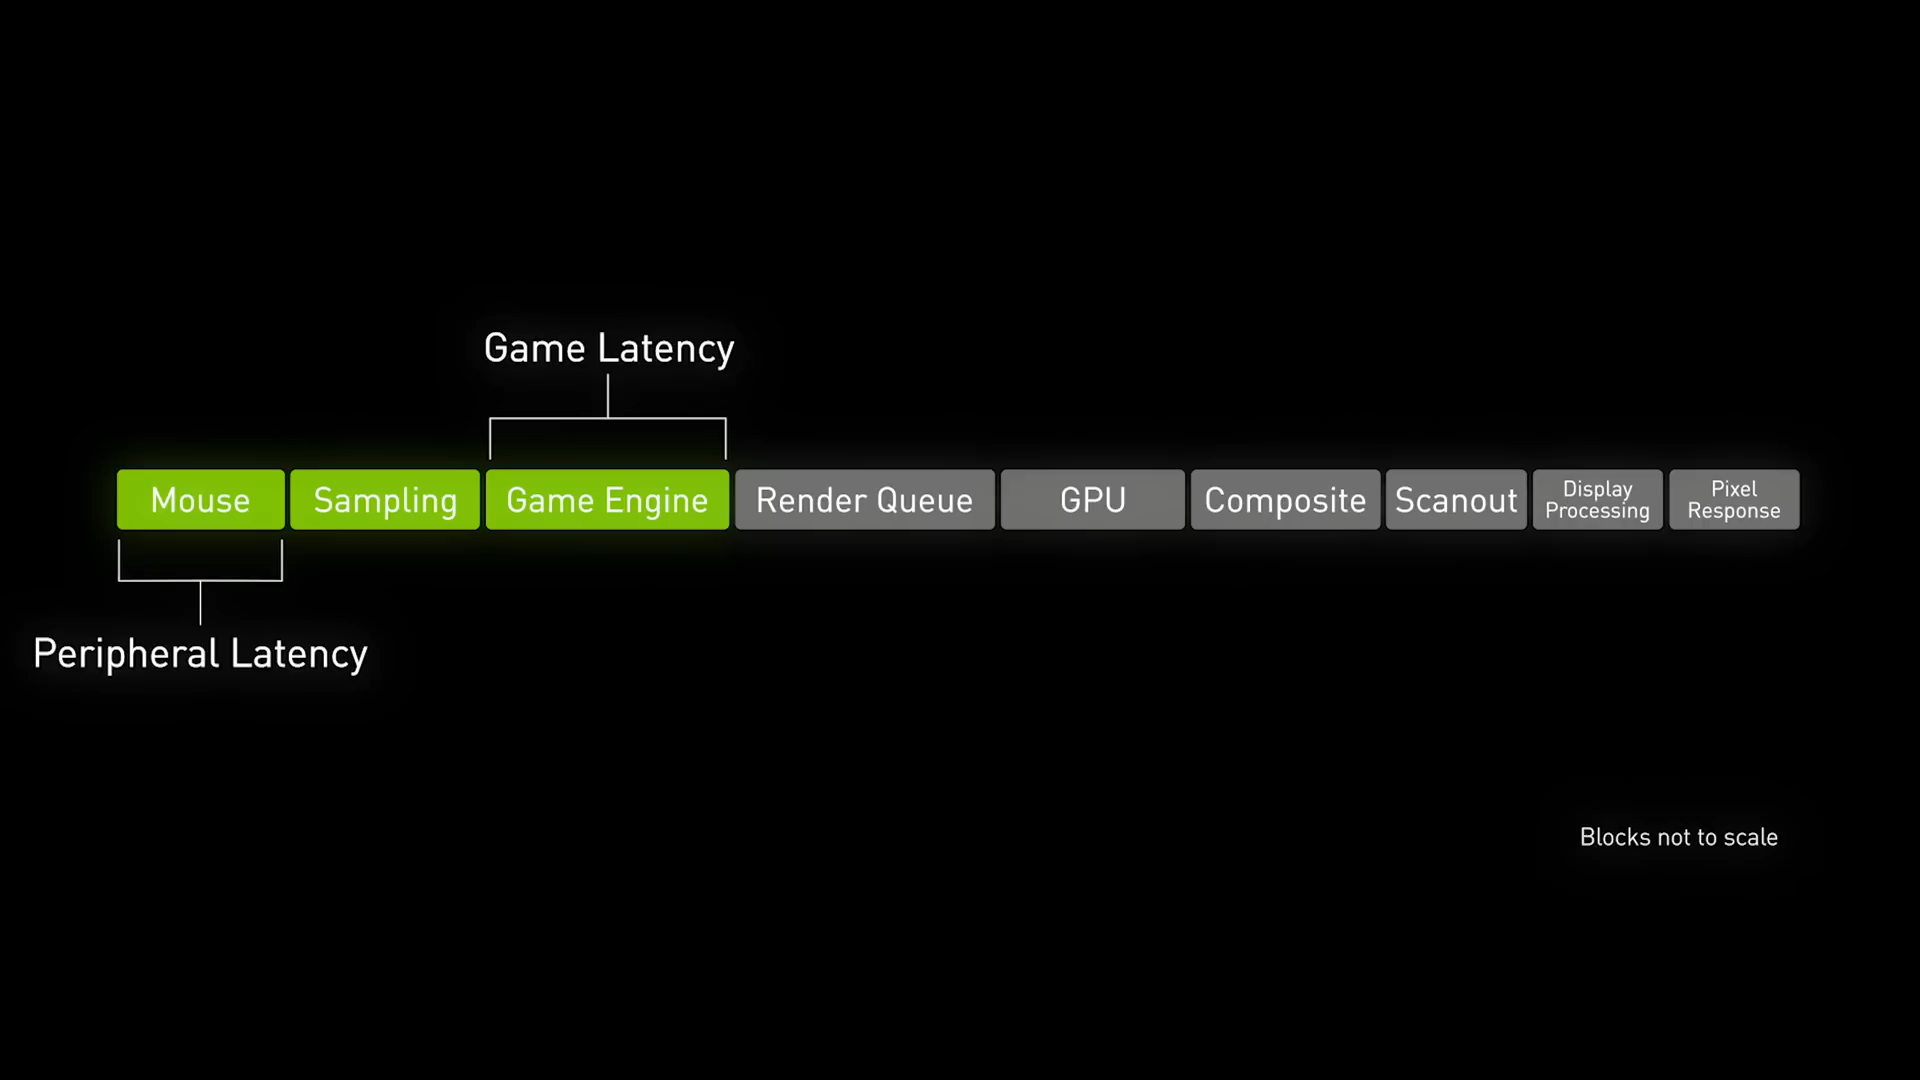 Game Latency
Mouse Sampling Game Engine Render Queue GPU Composite Scanout Display Processing Pixel Response
Peripheral Latency
Blocks not to scale